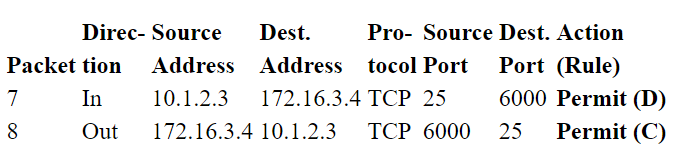 Direc- Source Dest. Pro- Source Dest. Action
Packet tion Address Address tocol Port Port (Rule)
7 In 10.1.2.3 172.16.3.4 TCP 25 6000 Permit (D)
8 Out 172.16.3.4 10.1.2.3 TCP 6000 25 Permit (C)